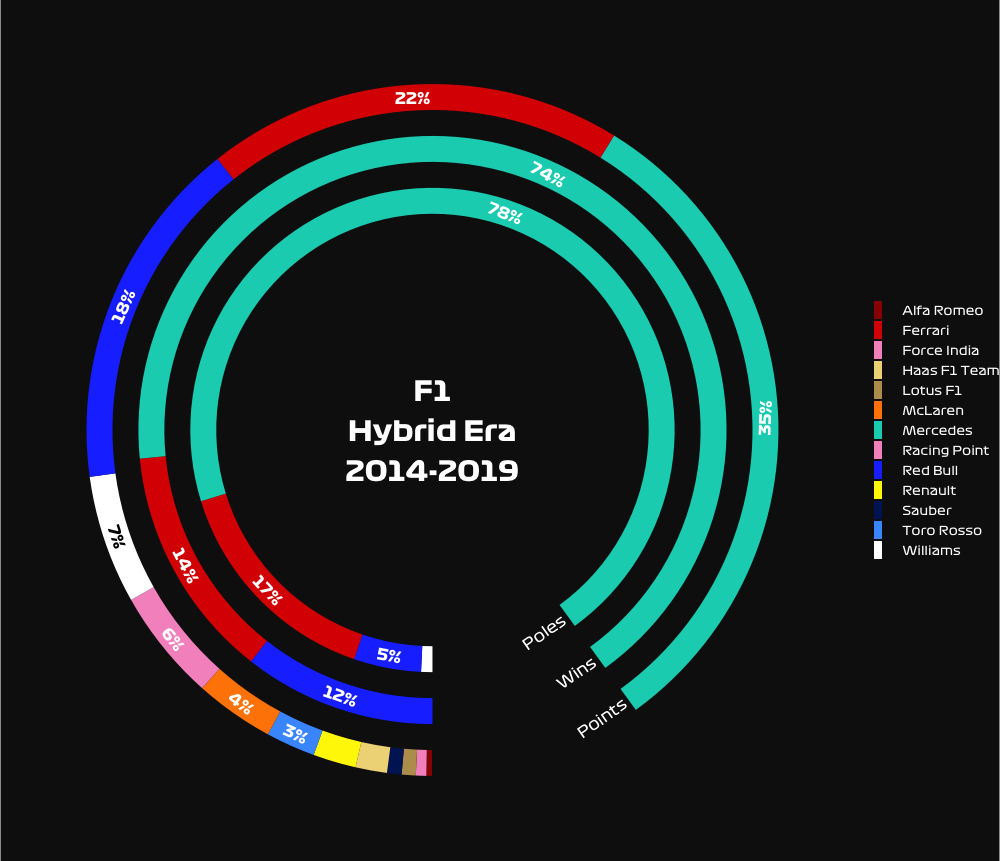 22%
74%
78%
18%
35%
F1
Hybrid Era
2014-2019
7%
14%
17%
6%
5%
12%
4%
3%
Poles
Wins
Points
Alfa Romeo
Ferrari
Force India
Haas F1 Team
Lotus F1
McLaren
Mercedes
Racing Point
Red Bull
Renault
Sauber
Toro Rosso
Williams